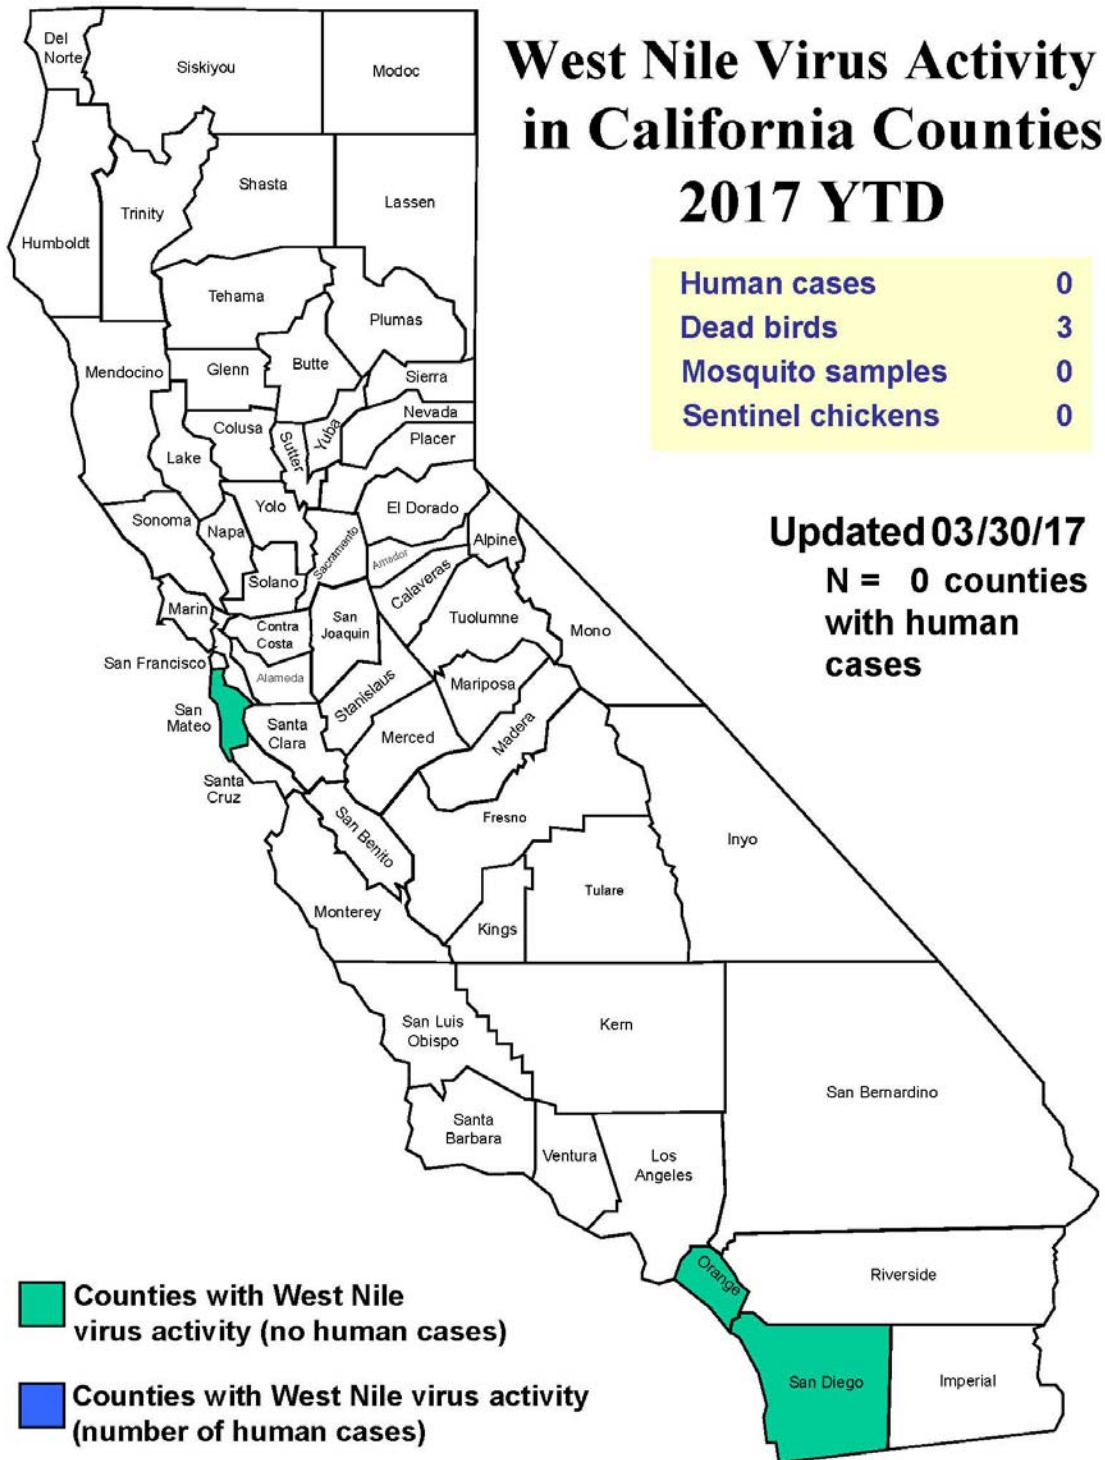 West Nile Virus Activity
in California Counties
2017 YTD
Human cases 0
Dead birds 3
Mosquito samples 0
Sentinel chickens 0
Updated 03/30/17
N = 0 counties
with human
cases
Del
Norte
Siskiyou
Modoc
Shasta
Lassen
Trinity
Humboldt
Tehama
Plumas
Mendocino
Glenn
Butte
Sierra
Nevada
Colusa
Sutter
Yuba
Placer
Lake
Sonoma
Napa
Yolo
El Dorado
Sacramento
Amador
Alpine
Solano
Calaveras
Marin
Contra
Costa
San
Joaquin
Tuolumne
Mono
San Francisco
Alameda
Stanislaus
Mariposa
San
Mateo
Santa
Clara
Merced
Madera
Santa
Cruz
San Benito
Fresno
Inyo
Monterey
Kings
Tulare
San Luis
Obispo
Kern
San Bernardino
Santa
Barbara
Ventura
Los
Angeles
Orange
Riverside
San Diego
Imperial
Counties with West Nile
virus activity (no human cases)
Counties with West Nile virus activity
(number of human cases)